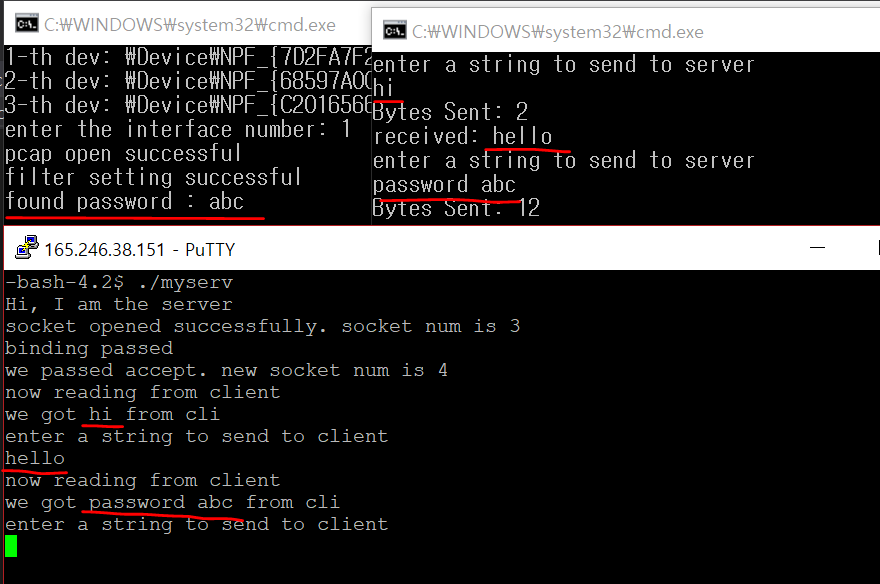 C:₩WINDOWS₩system32₩cmd.exe
1-th dev: ₩Device₩NPF_{7D2FA7F2
2-th dev: ₩Device₩NPF_{68597A0C
3-th dev: ₩Device₩NPF_{C2016566
enter the interface number: 1
pcap open successful
filter setting successful
found password : abc
C:₩WINDOWS₩system32₩cmd.exe
enter a string to send to server
hi
Bytes Sent: 2
received: hello
enter a string to send to server
password abc
Bytes Sent: 12
165.246.38.151 - PuTTY
-bash-4.2$ ./myserv
Hi, I am the server
socket opened successfully. socket num is 3
binding passed
we passed accept. new socket num is 4
now reading from client
we got hi from cli
enter a string to send to client
hello
now reading from client
we got password abc from cli
enter a string to send to client